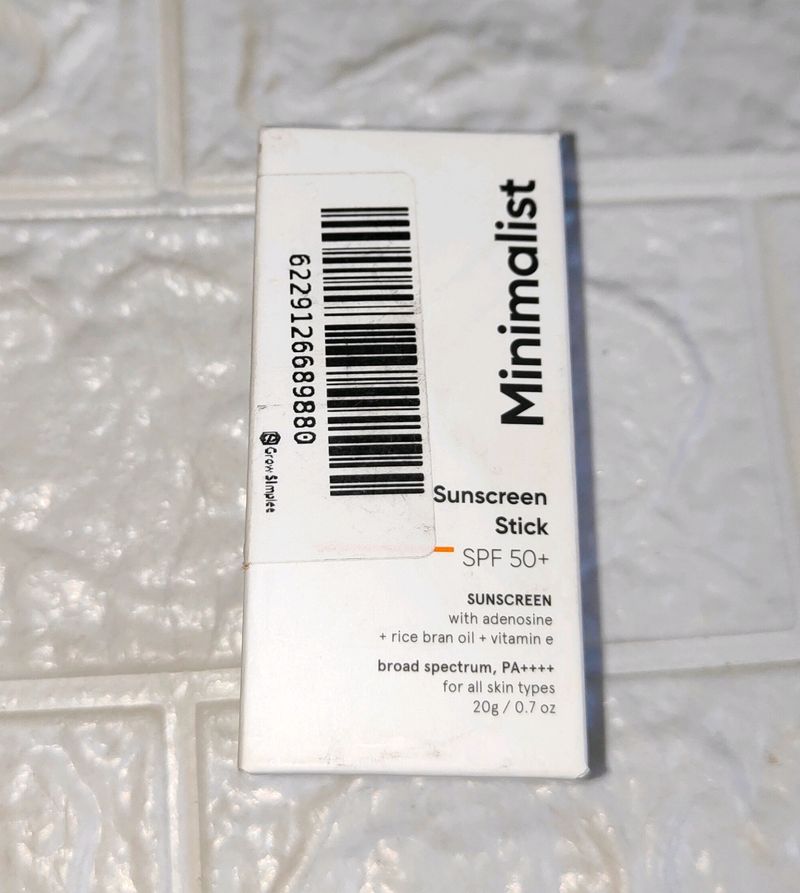 Minimalist
6229126689880
Grow Simplee
Sunscreen
Stick
SPF 50+
SUNSCREEN
with adenosine
+ rice bran oil + vitamin e
broad spectrum, PA++++
for all skin types
20g / 0.7 oz